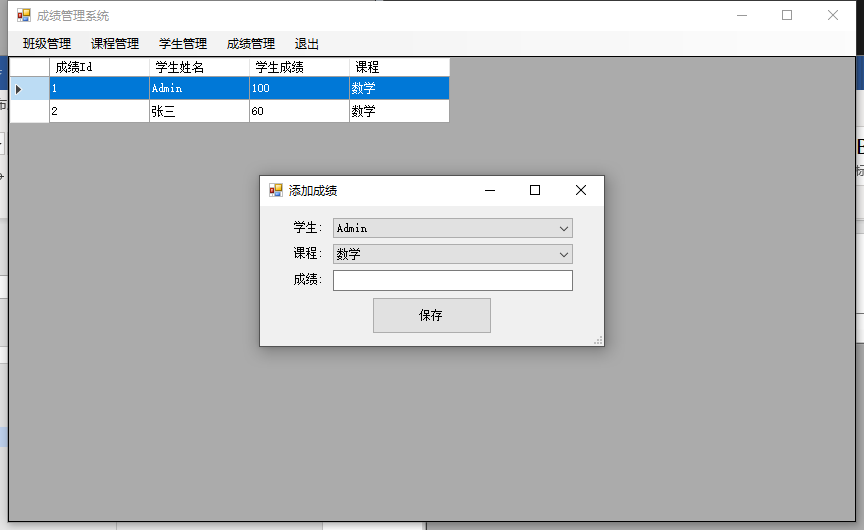 成绩管理系统
班级管理 课程管理 学生管理 成绩管理 退出
成绩Id 学生姓名 学生成绩 课程
1 Admin 100 数学
2 张三 60 数学
添加成绩
学生: Admin
课程: 数学
成绩:
保存